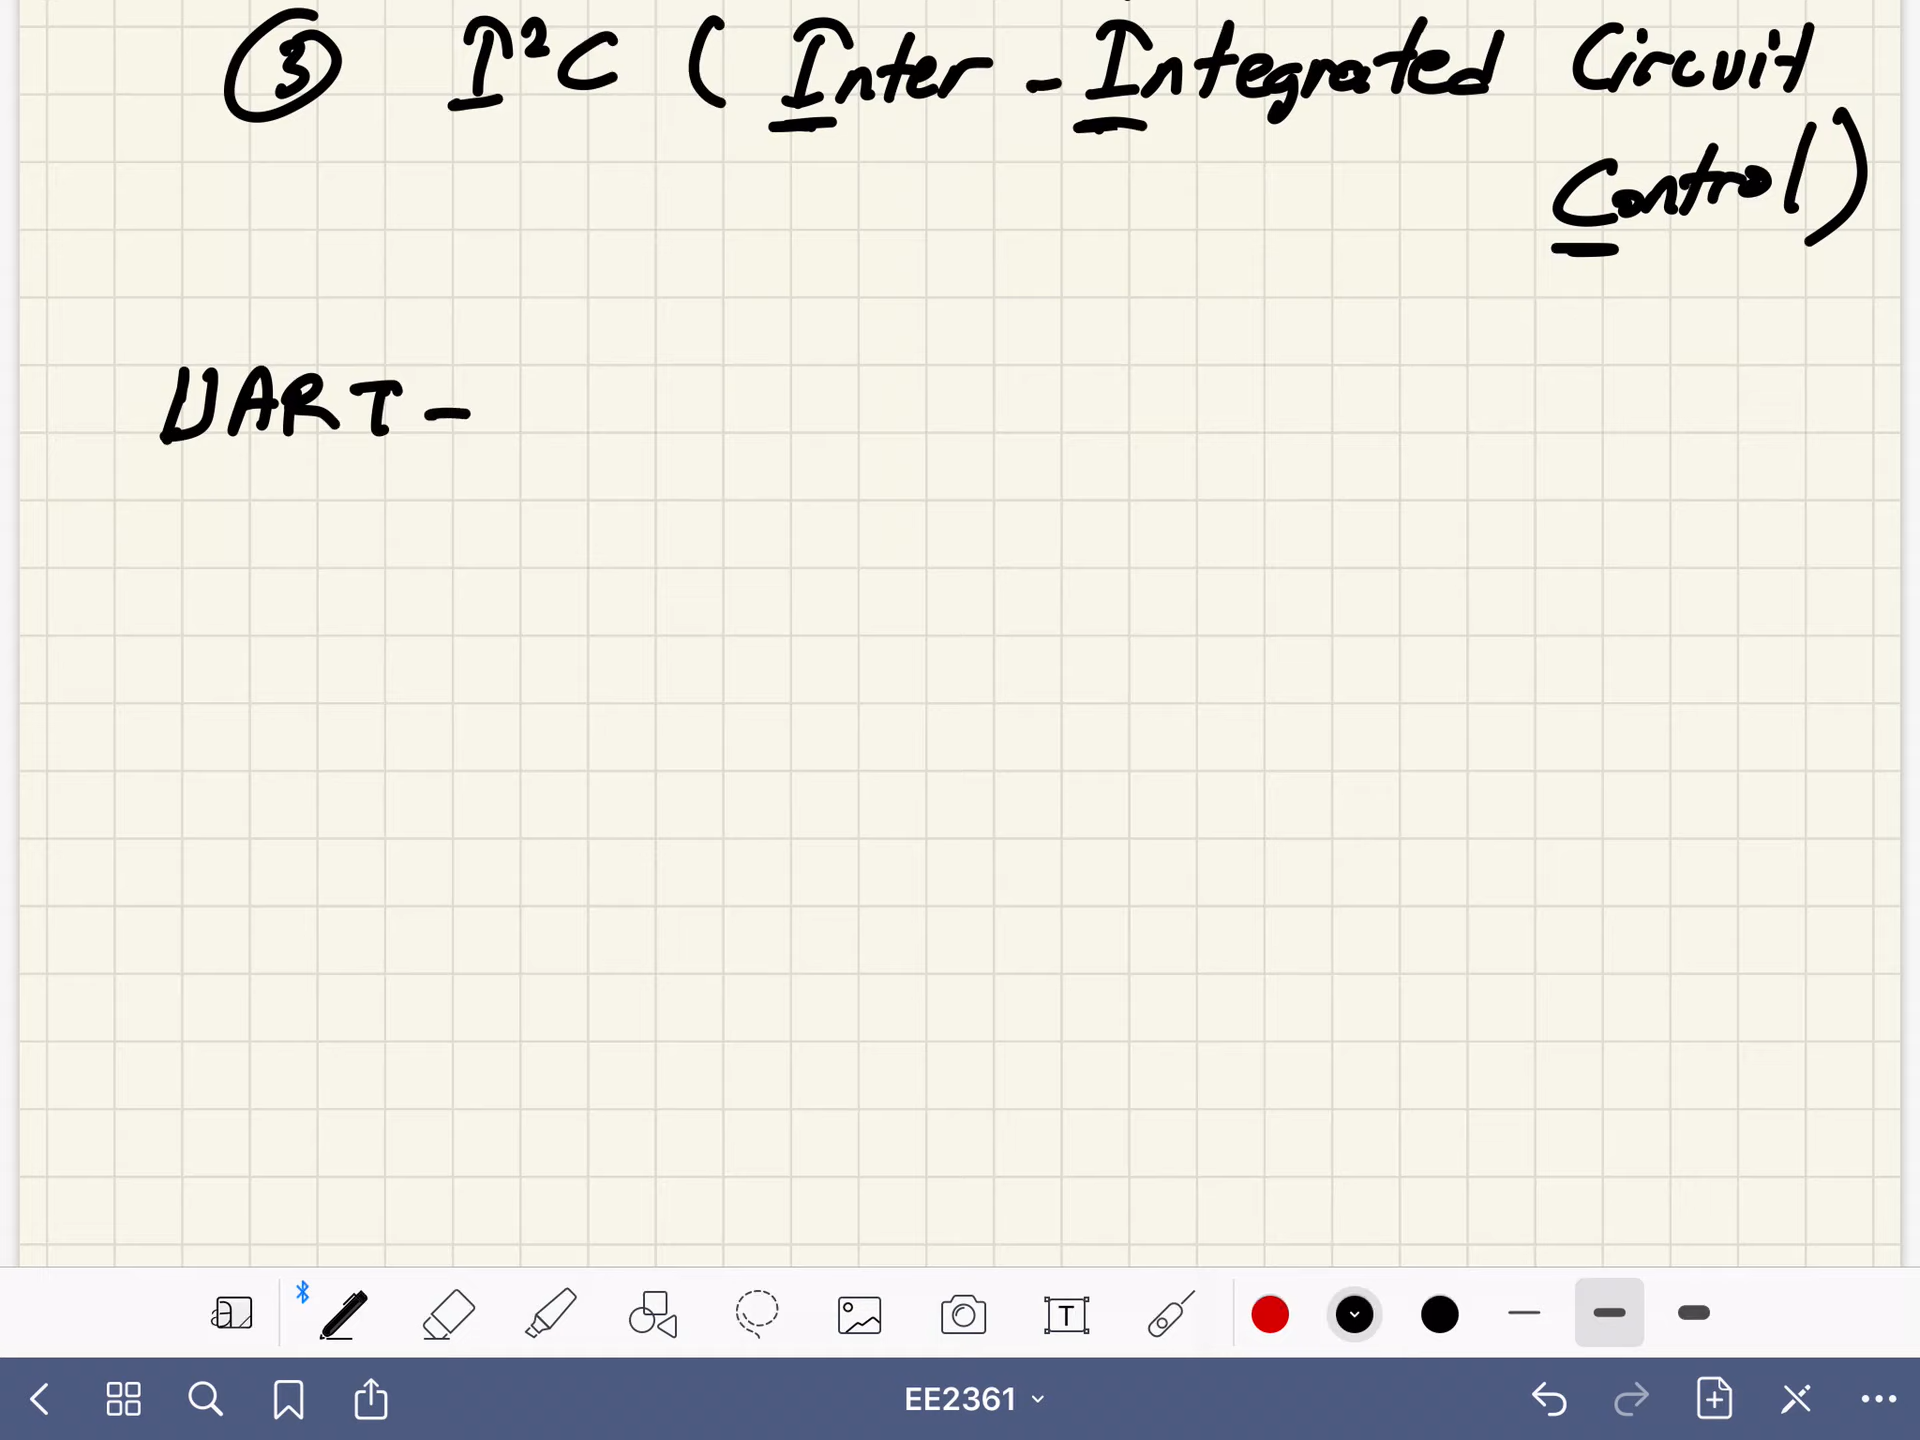 ③ I²C (Inter-Integrated Circuit
Control)
UART -
T
EE2361